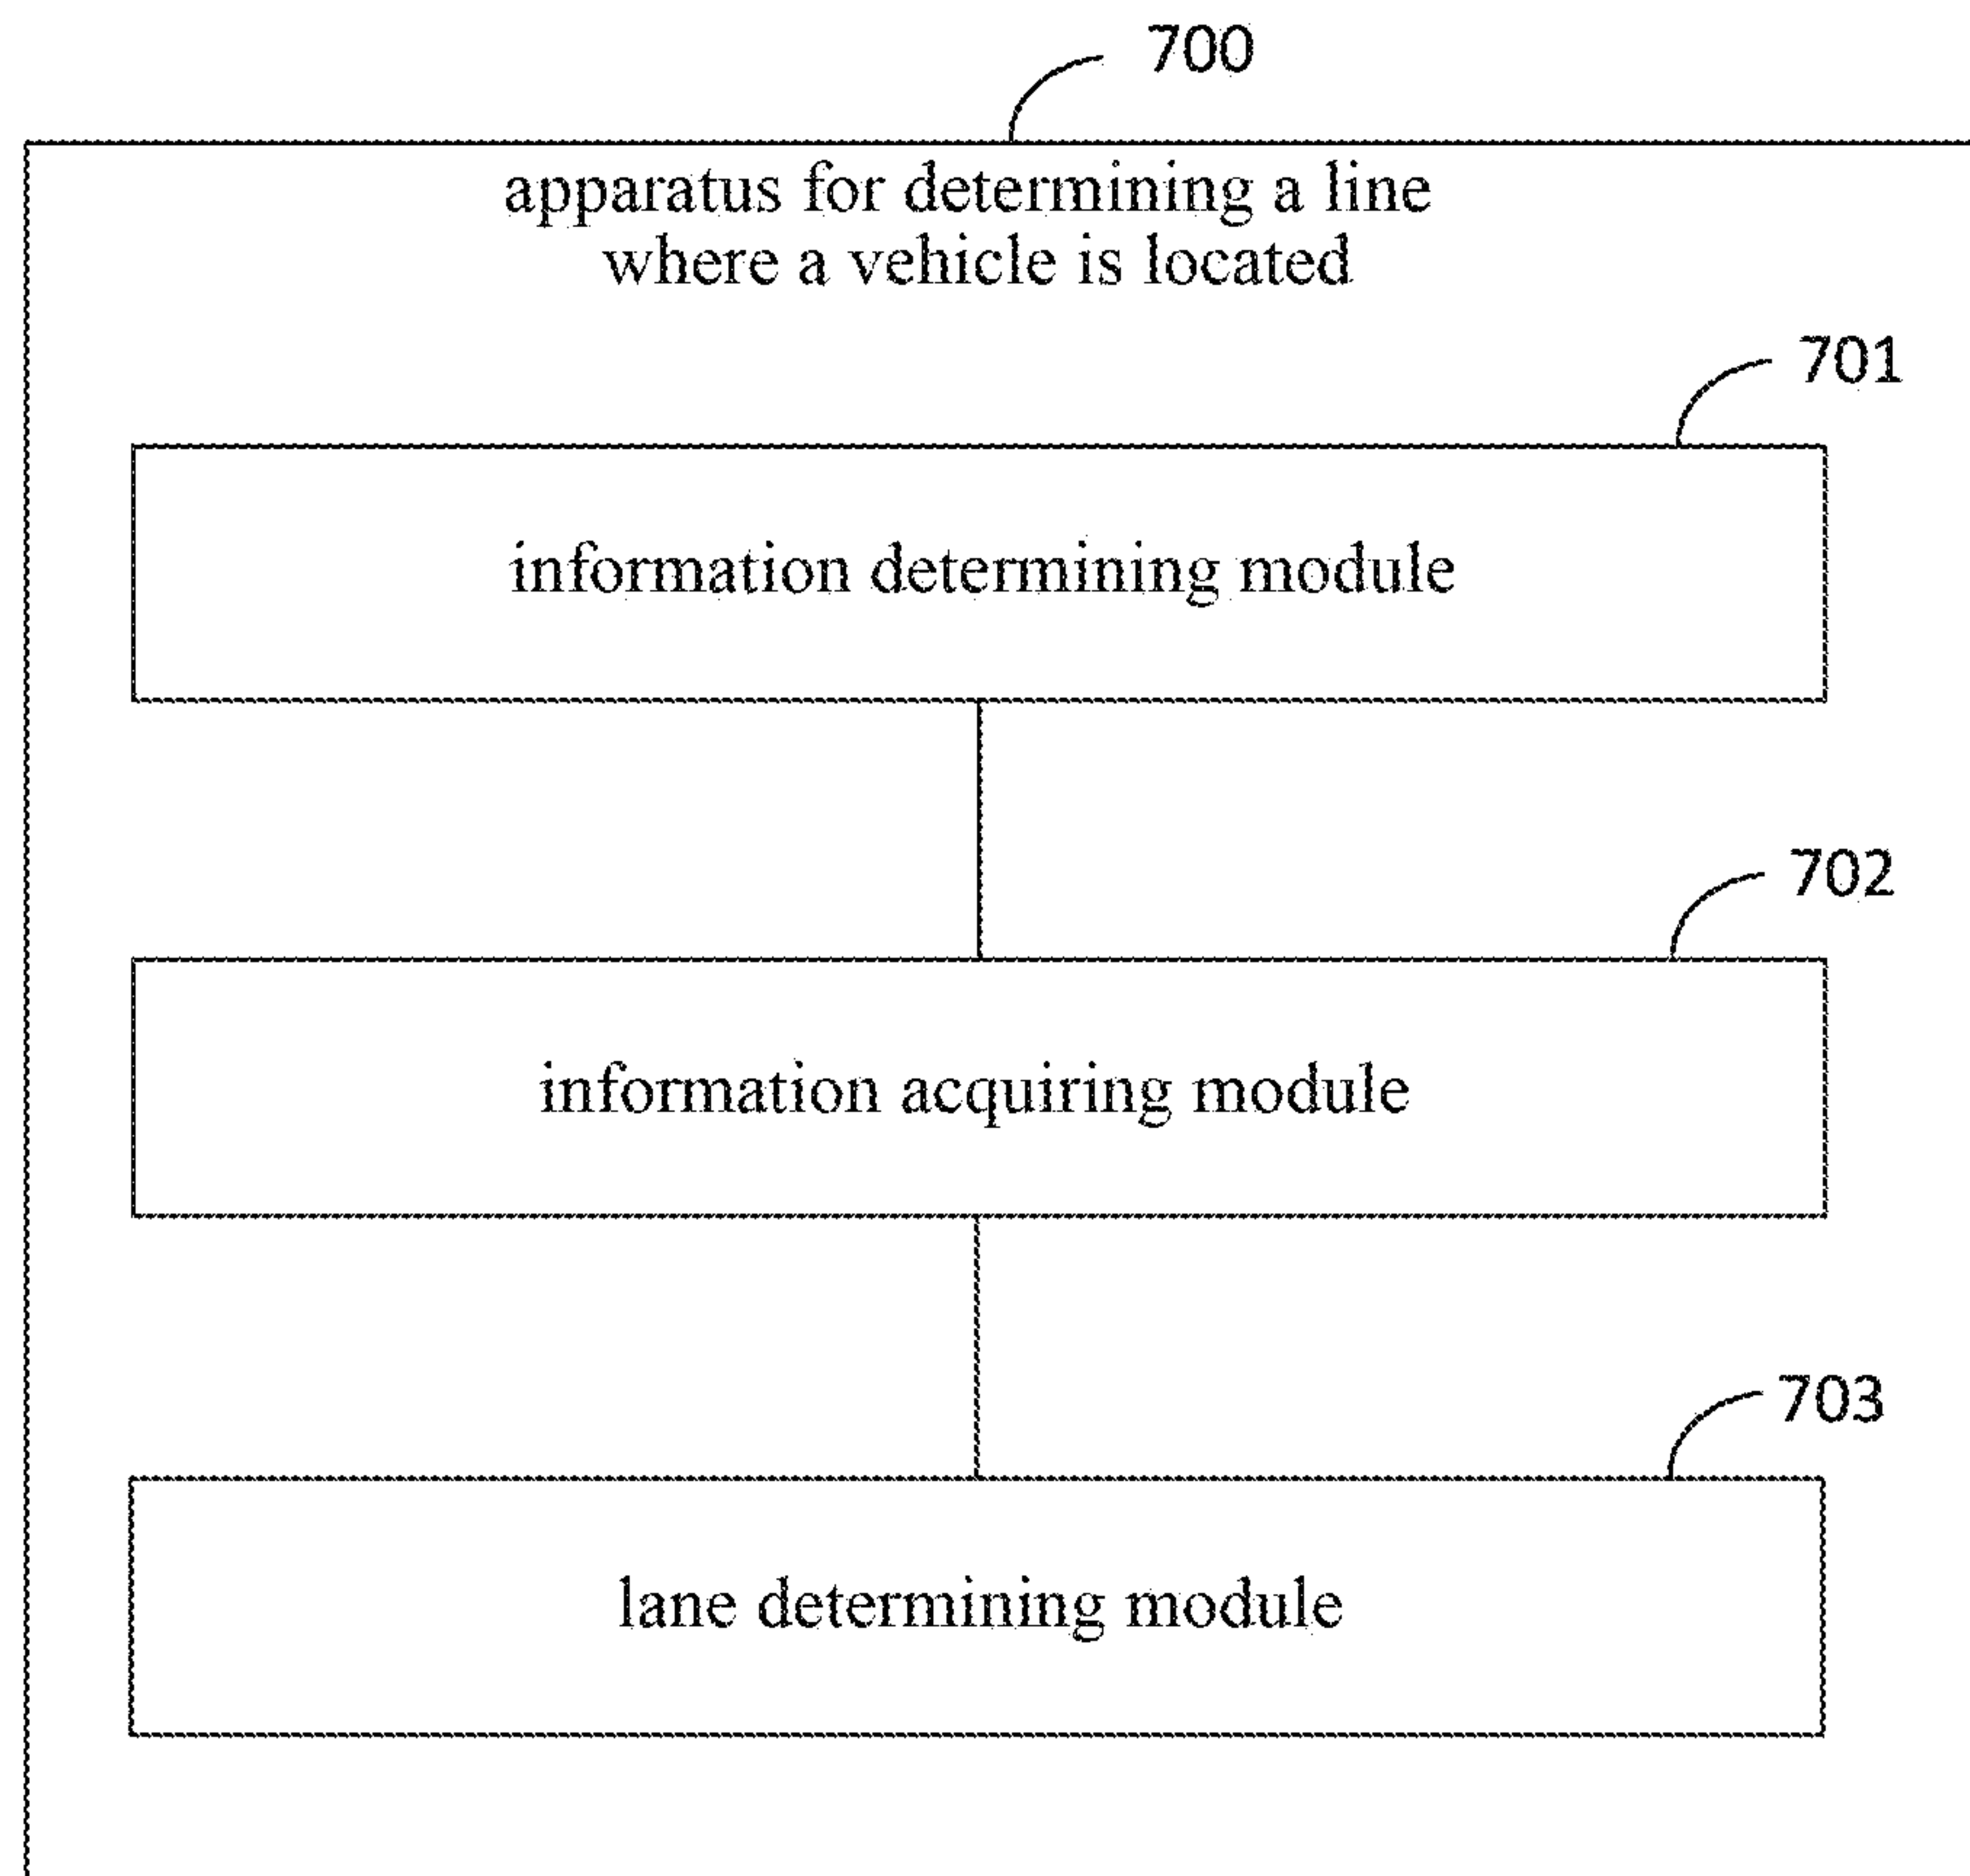 700
apparatus for determining a line
where a vehicle is located
701
information determining module
702
information acquiring module
703
lane determining module